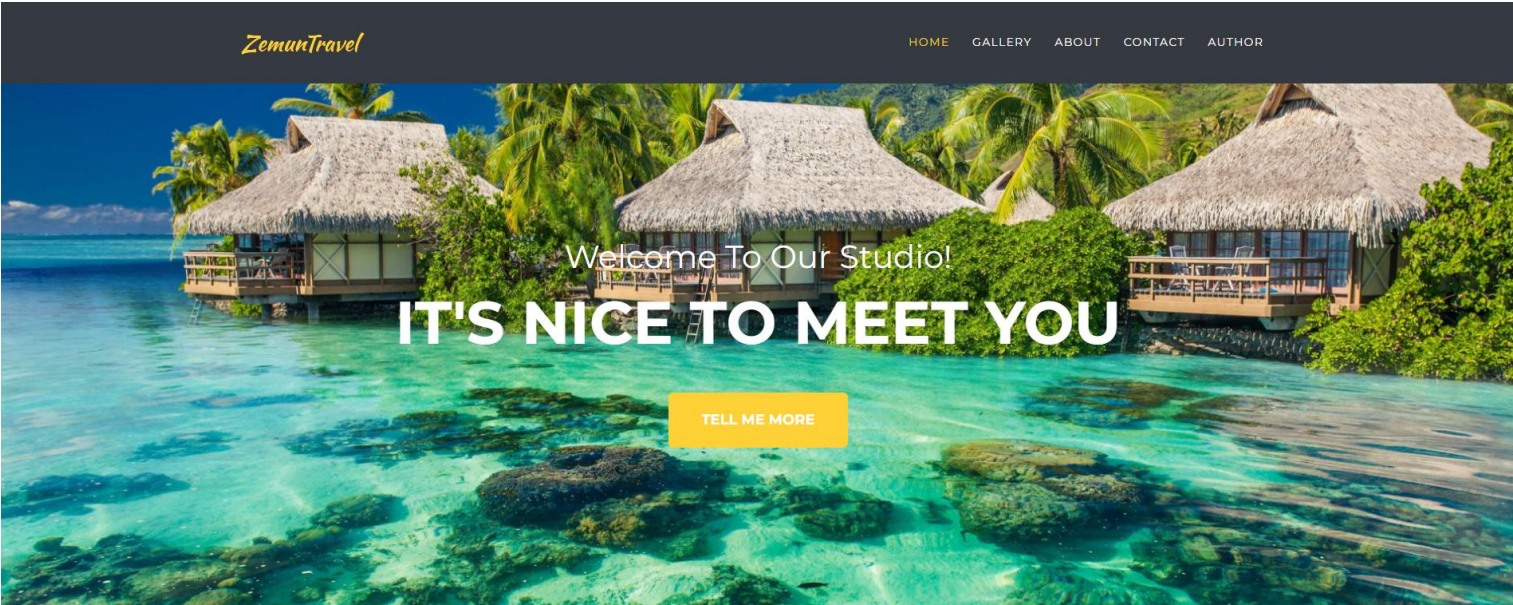 ZemunTravel
HOME GALLERY ABOUT CONTACT AUTHOR
Welcome To Our Studio!
IT'S NICE TO MEET YOU
TELL ME MORE